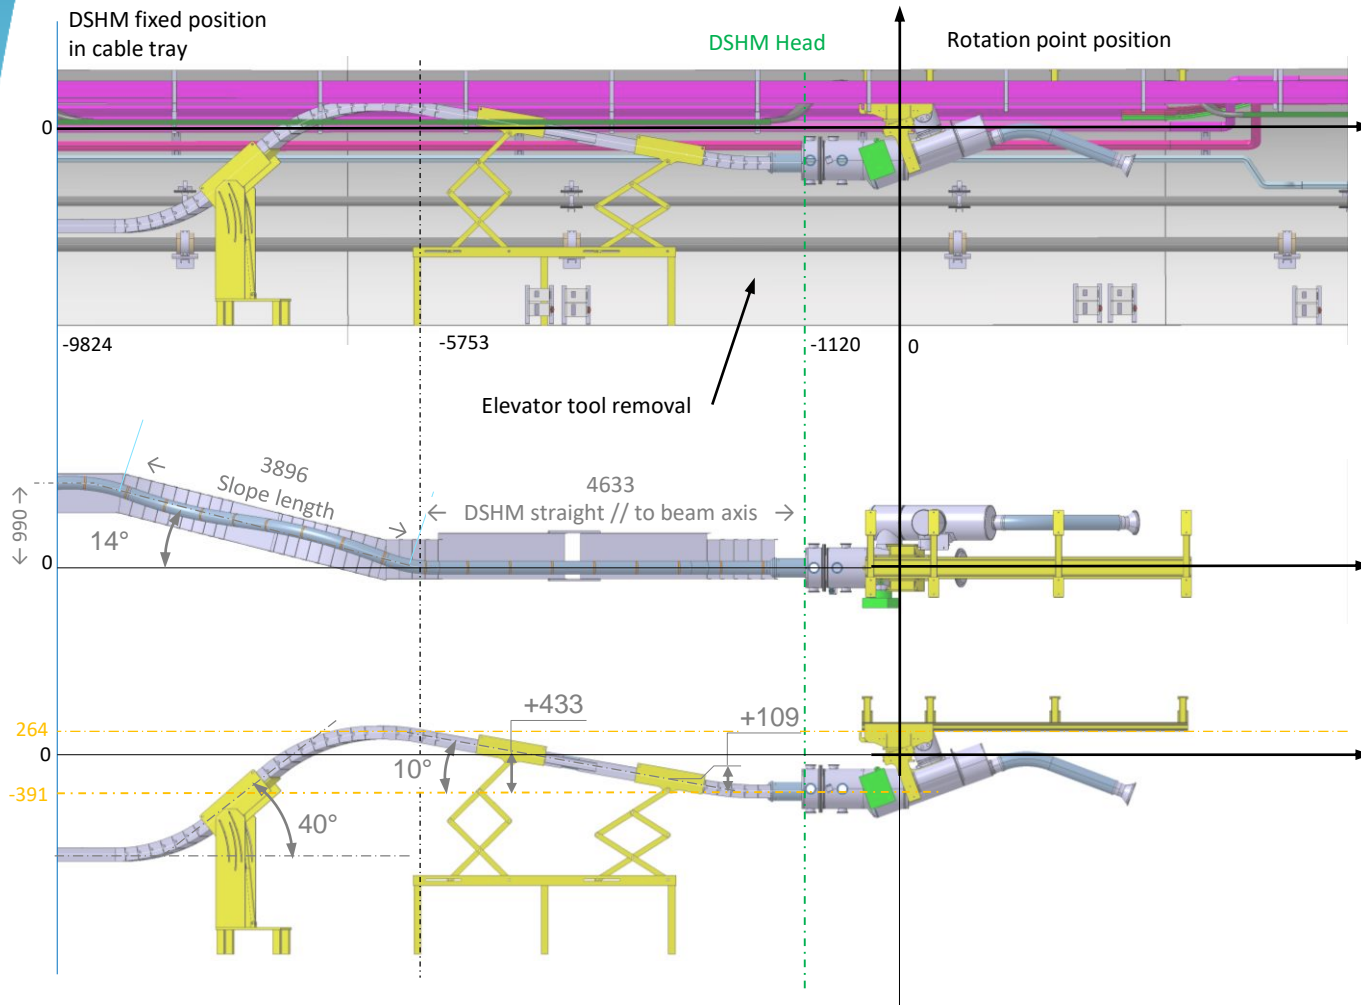 DSHM fixed position
in cable tray
DSHM Head
Rotation point position
0
-9824
-5753
-1120
0
Elevator tool removal
3896
Slope length
4633
DSHM straight // to beam axis
990
14°
0
+433
+109
264
0
10°
-391
40°